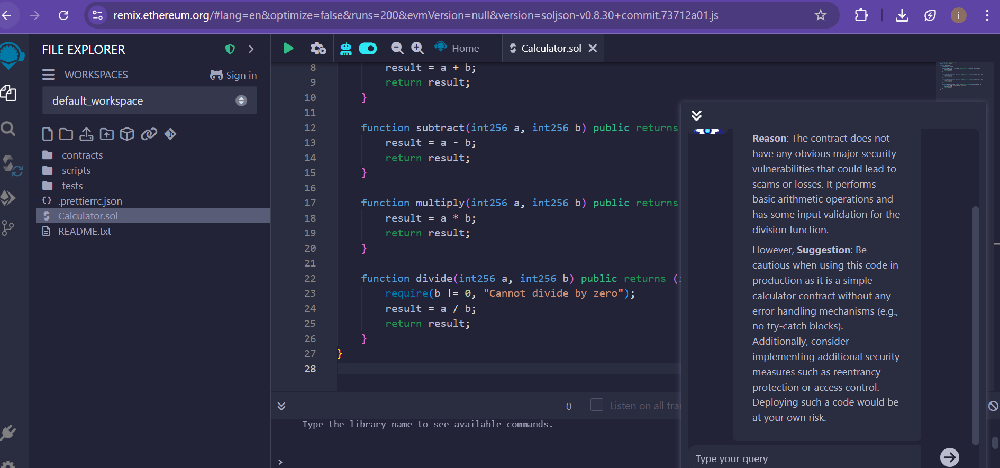 remix.ethereum.org/#lang=en&optimize=false&runs=200&evmVersion=null&version=soljson-v0.8.30+commit.73712a01.js
i
FILE EXPLORER
WORKSPACES
Sign in
default_workspace
contracts
scripts
tests
{} .prettierrc.json
Calculator.sol
README.txt
Home
Calculator.sol
8 result = a + b;
9 return result;
10 }
11
12 function subtract(int256 a, int256 b) public returns
13 result = a - b;
14 return result;
15 }
16
17 function multiply(int256 a, int256 b) public returns
18 result = a * b;
19 return result;
20 }
21
22 function divide(int256 a, int256 b) public returns (
23 require(b != 0, "Cannot divide by zero");
24 result = a / b;
25 return result;
26 }
27 }
28
0
Listen on all tra
Type the library name to see available commands.
>
Reason: The contract does not
have any obvious major security
vulnerabilities that could lead to
scams or losses. It performs
basic arithmetic operations and
has some input validation for the
division function.
However, Suggestion: Be
cautious when using this code in
production as it is a simple
calculator contract without any
error handling mechanisms (e.g.,
no try-catch blocks).
Additionally, consider
implementing additional security
measures such as reentrancy
protection or access control.
Deploying such a code would be
at your own risk.
Type your query